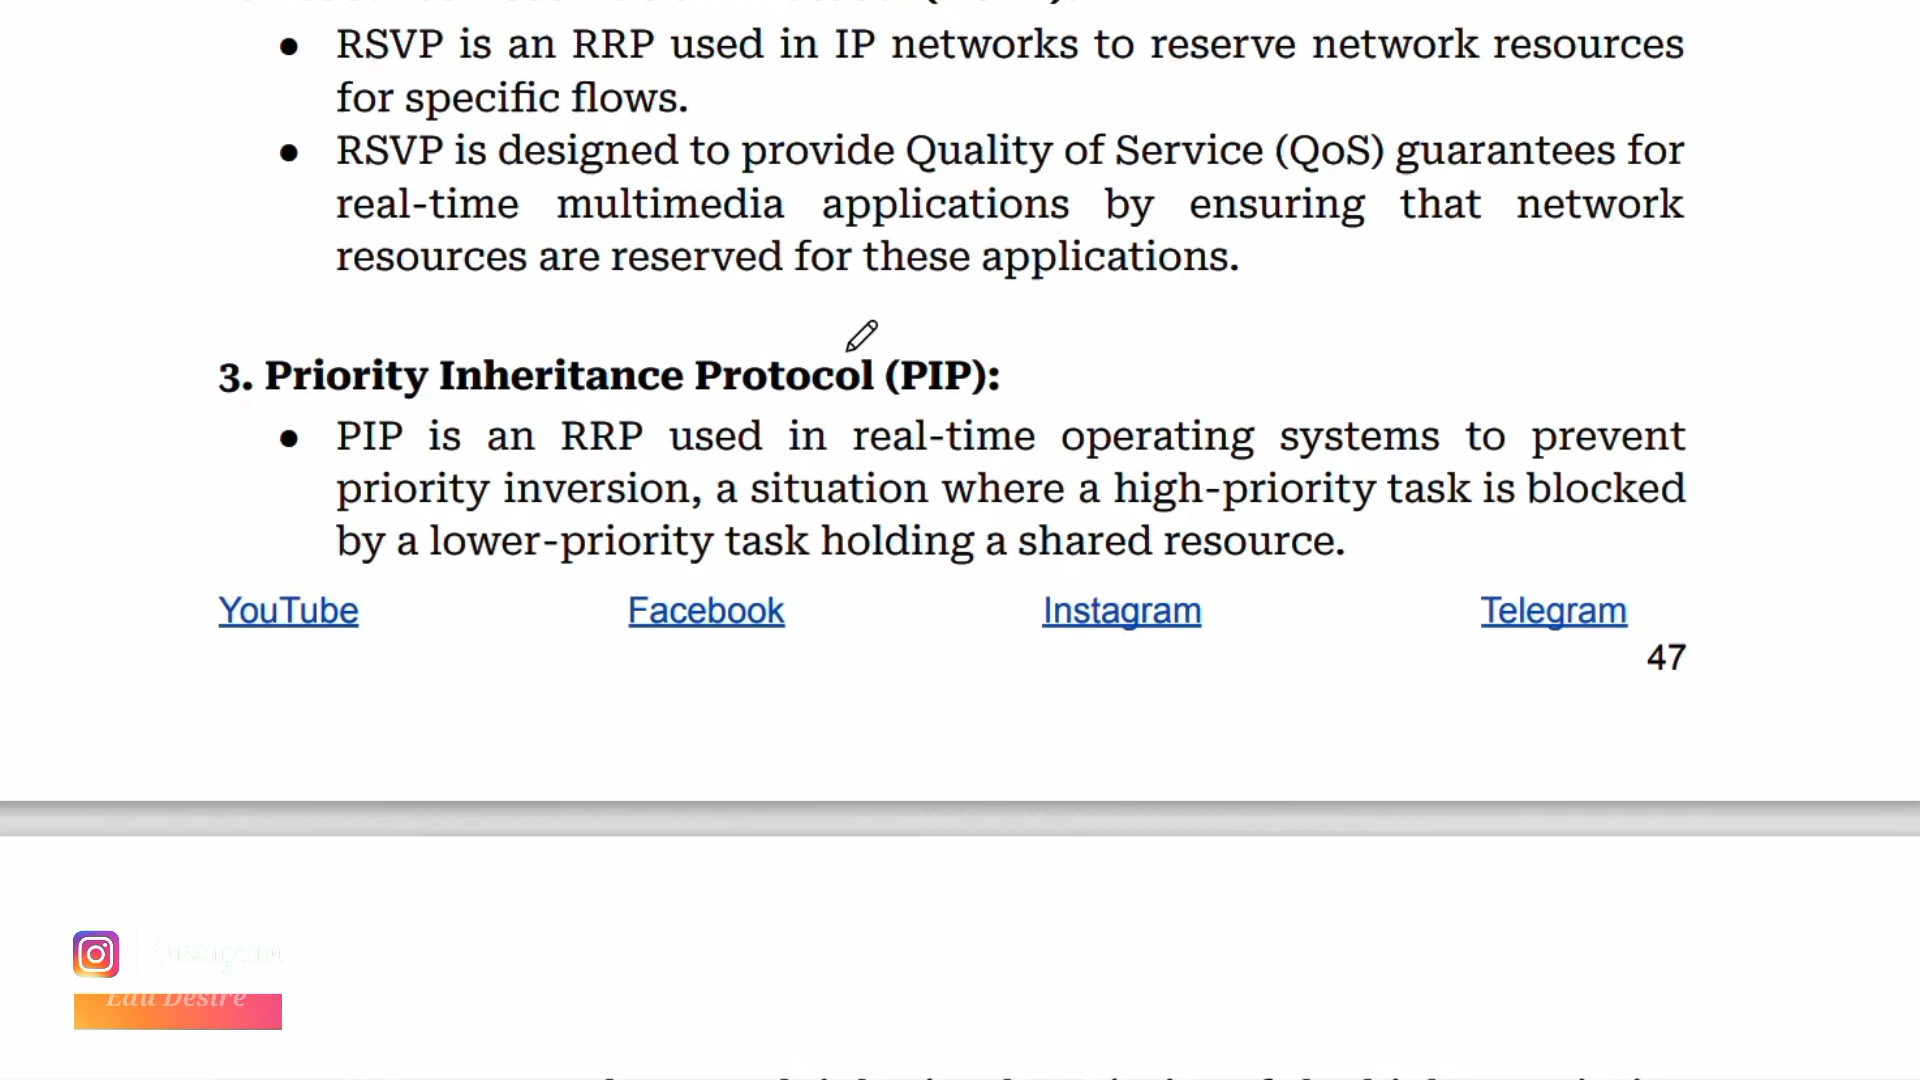 ● RSVP is an RRP used in IP networks to reserve network resources
for specific flows.
● RSVP is designed to provide Quality of Service (QoS) guarantees for
real-time multimedia applications by ensuring that network
resources are reserved for these applications.
3. Priority Inheritance Protocol (PIP):
● PIP is an RRP used in real-time operating systems to prevent
priority inversion, a situation where a high-priority task is blocked
by a lower-priority task holding a shared resource.
YouTube Facebook Instagram Telegram
47
Instagram
Edu Desire